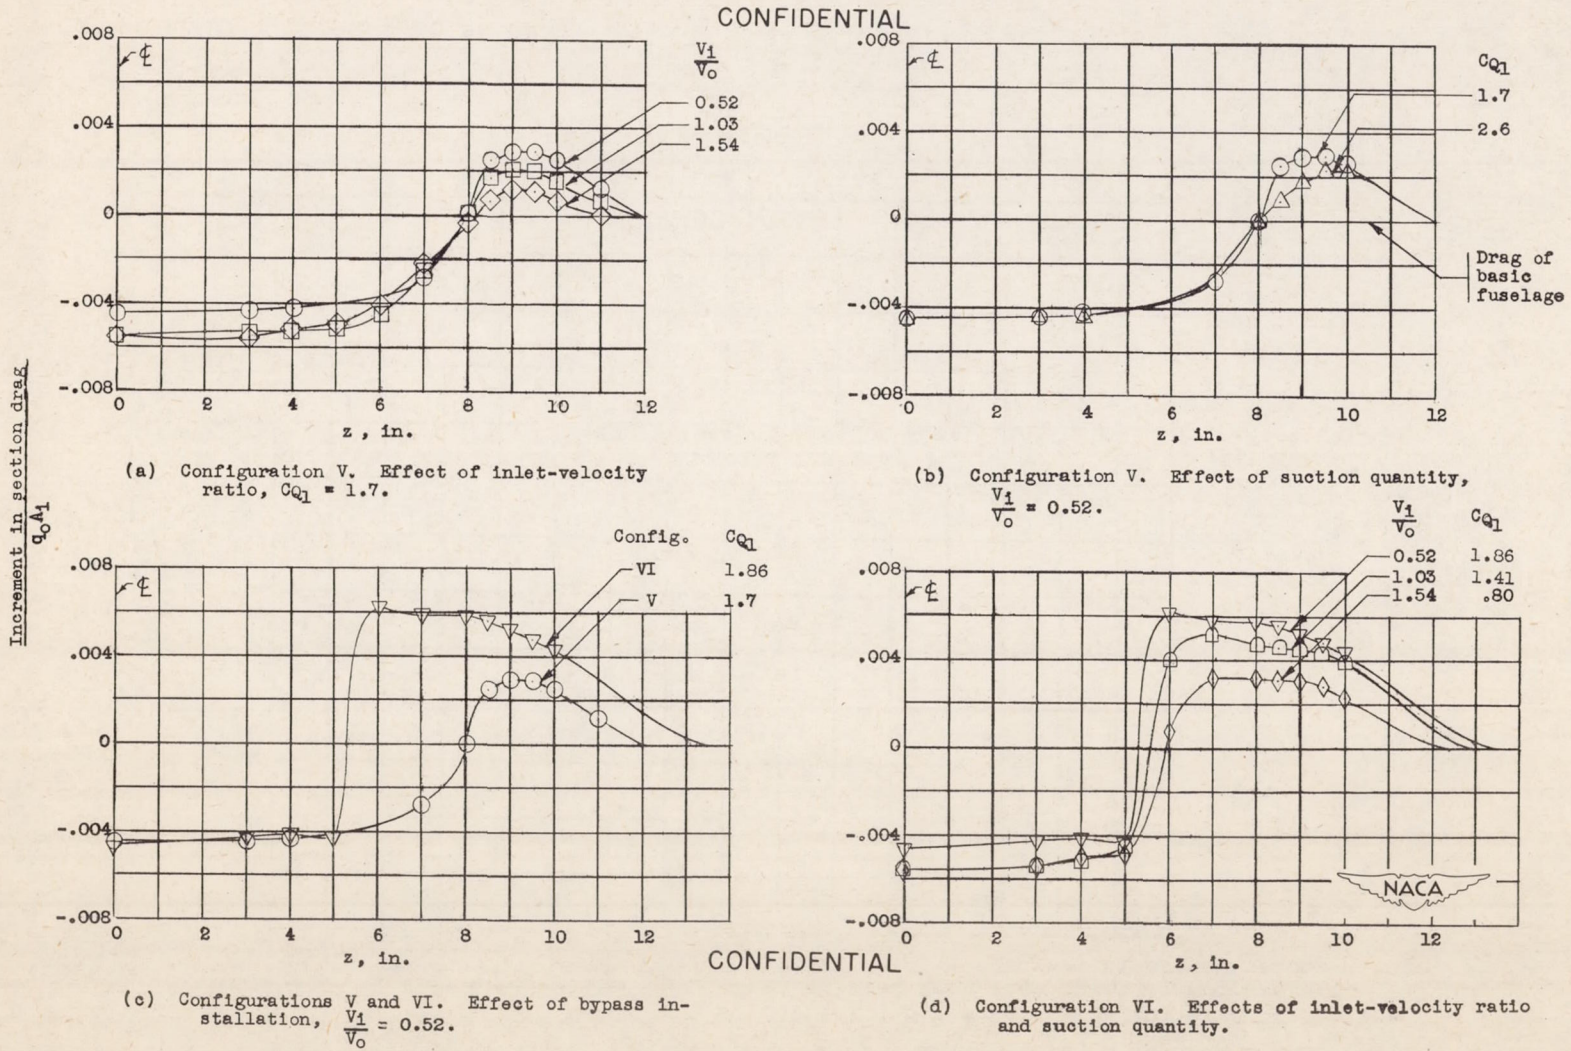 CONFIDENTIAL
Increment in section drag
q₀A₁
.008
.004
0
-.004
-.008
℄
V₁
V₀
0.52
1.03
1.54
0 2 4 6 8 10 12
z, in.
(a) Configuration V. Effect of inlet-velocity
ratio, CQ₁ = 1.7.
.008
.004
0
-.004
-.008
℄
CQ₁
1.7
2.6
Drag of
basic
fuselage
0 2 4 6 8 10 12
z, in.
(b) Configuration V. Effect of suction quantity,
V₁
V₀ = 0.52.
Config. CQ₁
VI 1.86
V 1.7
.008
.004
0
-.004
-.008
℄
0 2 4 6 8 10 12
z, in.
(c) Configurations V and VI. Effect of bypass in-
stallation, V₁
V₀ = 0.52.
V₁
V₀ CQ₁
0.52 1.86
1.03 1.41
1.54 .80
.008
.004
0
-.004
-.008
℄
NACA
0 2 4 6 8 10 12
z, in.
(d) Configuration VI. Effects of inlet-velocity ratio
and suction quantity.
CONFIDENTIAL